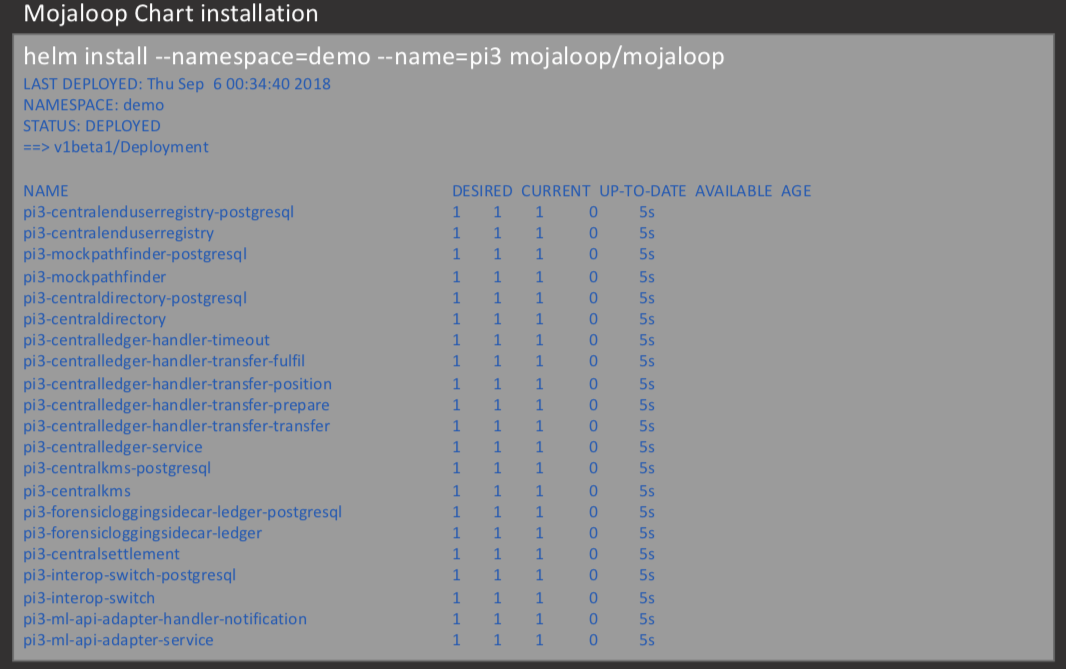 Mojaloop Chart installation
helm install --namespace=demo --name=pi3 mojaloop/mojaloop
LAST DEPLOYED: Thu Sep  6 00:34:40 2018
NAMESPACE: demo
STATUS: DEPLOYED
==> v1beta1/Deployment
NAME DESIRED CURRENT UP-TO-DATE AVAILABLE AGE
pi3-centralenduserregistry-postgresql 1 1 1 0 5s
pi3-centralenduserregistry 1 1 1 0 5s
pi3-mockpathfinder-postgresql 1 1 1 0 5s
pi3-mockpathfinder 1 1 1 0 5s
pi3-centraldirectory-postgresql 1 1 1 0 5s
pi3-centraldirectory 1 1 1 0 5s
pi3-centralledger-handler-timeout 1 1 1 0 5s
pi3-centralledger-handler-transfer-fulfil 1 1 1 0 5s
pi3-centralledger-handler-transfer-position 1 1 1 0 5s
pi3-centralledger-handler-transfer-prepare 1 1 1 0 5s
pi3-centralledger-handler-transfer-transfer 1 1 1 0 5s
pi3-centralledger-service 1 1 1 0 5s
pi3-centralkms-postgresql 1 1 1 0 5s
pi3-centralkms 1 1 1 0 5s
pi3-forensicloggingsidecar-ledger-postgresql 1 1 1 0 5s
pi3-forensicloggingsidecar-ledger 1 1 1 0 5s
pi3-centralsettlement 1 1 1 0 5s
pi3-interop-switch-postgresql 1 1 1 0 5s
pi3-interop-switch 1 1 1 0 5s
pi3-ml-api-adapter-handler-notification 1 1 1 0 5s
pi3-ml-api-adapter-service 1 1 1 0 5s